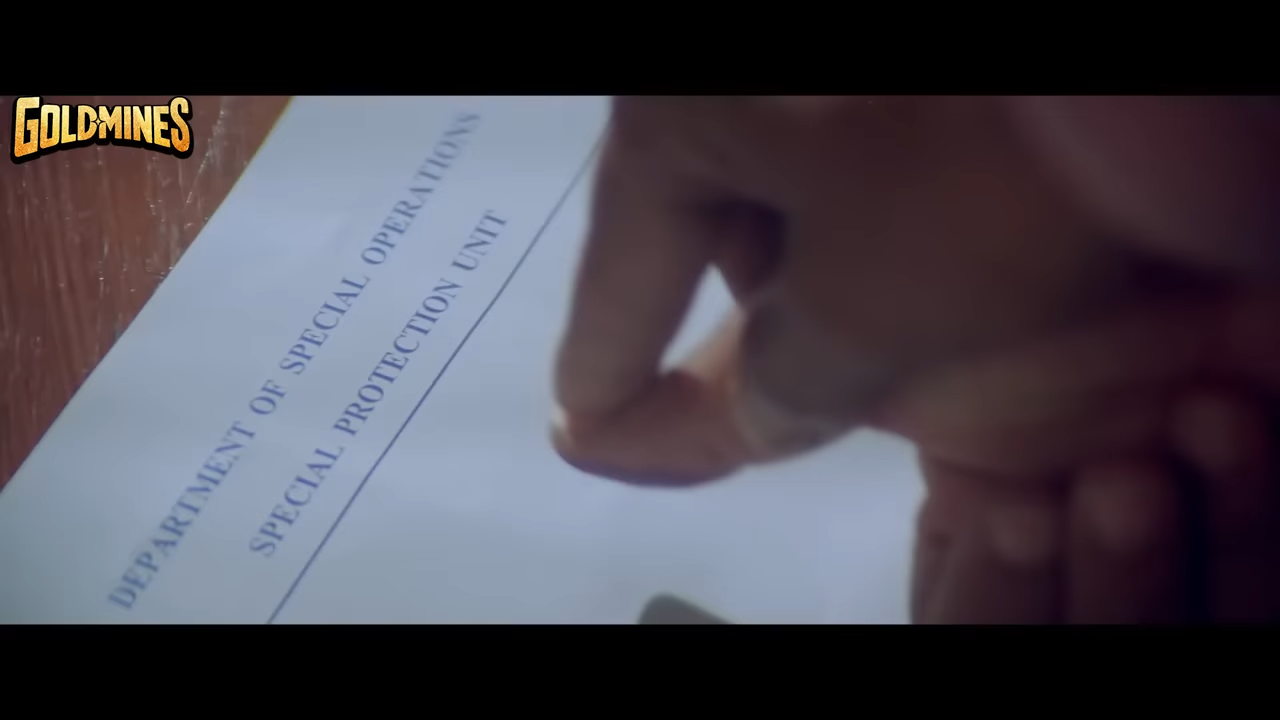 GOLDMINES
DEPARTMENT OF SPECIAL OPERATIONS
SPECIAL PROTECTION UNIT